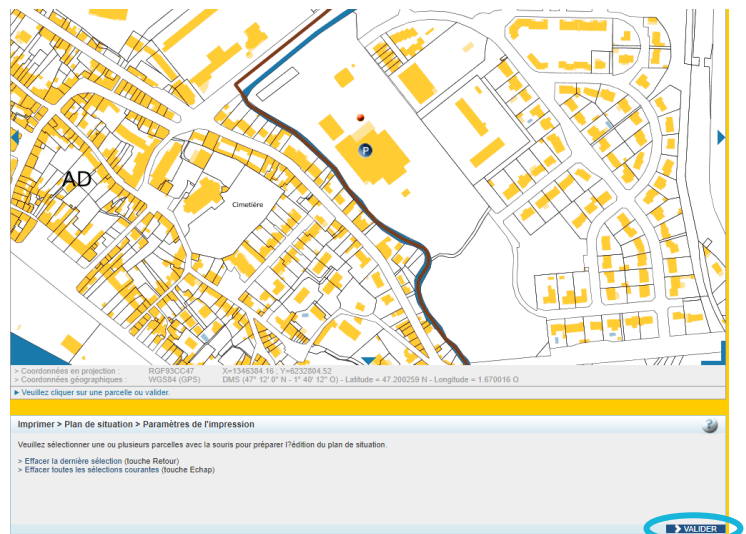 P
AD
Cimetière
> Coordonnées en projection : RGF93CC47 X=1346384.16 ; Y=6232804.52
> Coordonnées géographiques : WGS84 (GPS) DMS (47° 12' 0" N - 1° 40' 12" O) - Latitude = 47.200259 N - Longitude = 1.670016 O
Veuillez cliquer sur une parcelle ou valider.
Imprimer > Plan de situation > Paramètres de l'impression ?
Veuillez sélectionner une ou plusieurs parcelles avec la souris pour préparer l?édition du plan de situation.
> Effacer la dernière sélection (touche Retour)
> Effacer toutes les sélections courantes (touche Echap)
> VALIDER